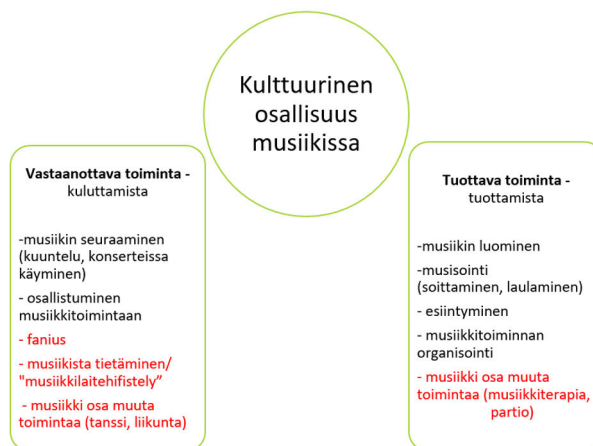 Kulttuurinen
osallisuus
musiikissa
Vastaanottava toiminta -
kuluttamista
-musiikin seuraaminen
(kuuntelu, konserteissa
käyminen)
- osallistuminen
musiikkitoimintaan
- fanius
- musiikista tietäminen/
"musiikkilaitehifistely”
- musiikki osa muuta
toimintaa (tanssi, liikunta)
Tuottava toiminta -
tuottamista
-musiikin luominen
-musisointi
(soittaminen, laulaminen)
- esiintyminen
- musiikkitoiminnan
organisointi
- musiikki osa muuta
toimintaa (musiikkiterapia,
partio)